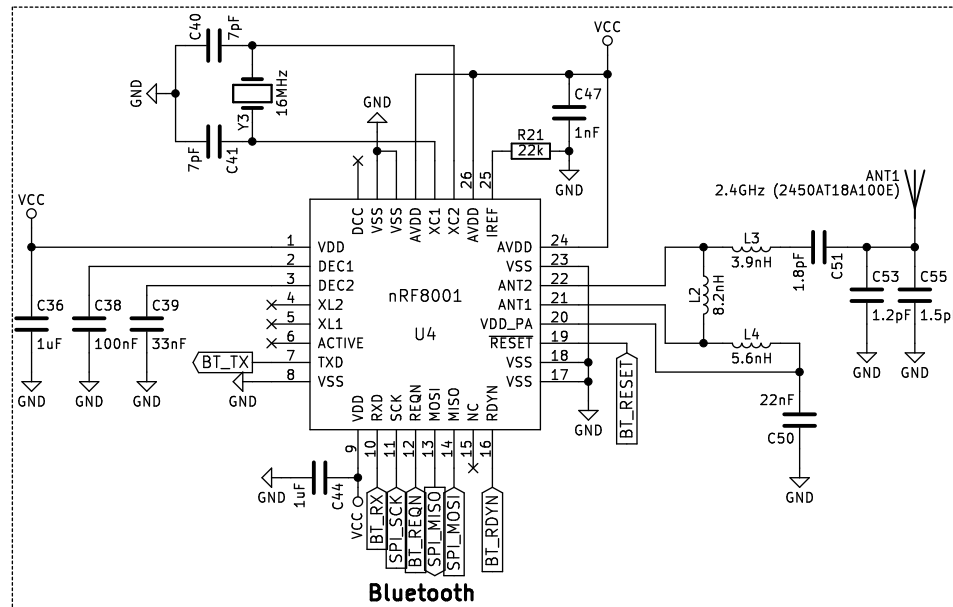 C40
7pF
VCC
GND
16MHz
Y3
GND
C47
1nF
7pF
C41
R21
22k
GND
ANT1
2.4GHz (2450AT18A100E)
VCC
26
25
DCC
VSS
VSS
AVDD
XC1
XC2
AVDD
IREF
1 VDD
AVDD 24
2 DEC1
VSS 23
3 DEC2
ANT2 22
4 XL2
ANT1 21
5 XL1
VDD_PA 20
6 ACTIVE
RESET 19
7 TXD
VSS 18
8 VSS
VSS 17
nRF8001
U4
L3
3.9nH
1.8pF
C51
L2
8.2nH
L4
5.6nH
C53
1.2pF
C55
1.5p
GND
GND
C36
1uF
C38
100nF
C39
33nF
GND
GND
GND
BT_TX
GND
GND
BT_RESET
22nF
C50
GND
VDD
RXD
SCK
REQN
MOSI
MISO
NC
RDYN
9
10
11
12
13
14
15
16
GND
1uF
C44
VCC
BT_RX
SPI_SCK
BT_REQN
SPI_MISO
SPI_MOSI
BT_RDYN
Bluetooth